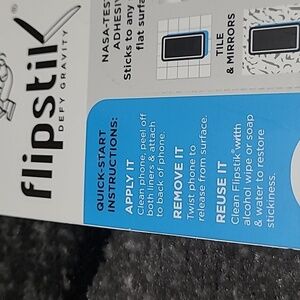 flipstik®
DEFY GRAVITY
NASA-TEST
ADHESIV
Sticks to any
flat surfa
TILE
& MIRRORS
QUICK-START
INSTRUCTIONS:
APPLY IT
Clean phone, peel off
both liners & attach
to back of phone.
REMOVE IT
Twist phone to
release from surface.
REUSE IT
Clean Flipstik with
alcohol wipe or soap
& water to restore
stickiness.